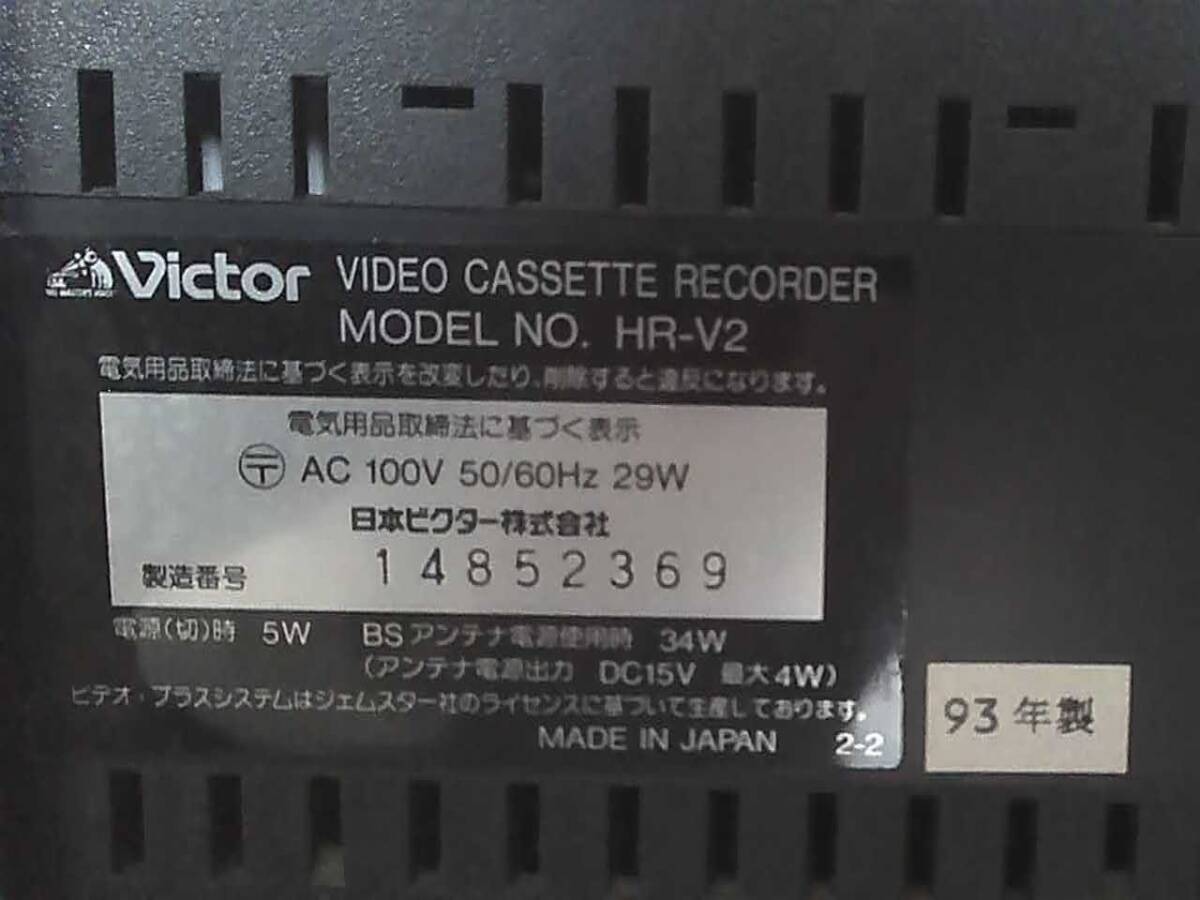 Victor VIDEO CASSETTE RECORDER
MODEL NO. HR-V2
電気用品取締法に基づく表示を改変したり、削除すると違反になります。
電気用品取締法に基づく表示
〒 AC 100V 50/60Hz 29W
日本ビクター株式会社
製造番号 14852369
電源(切)時 5W BSアンテナ電源使用時 34W
(アンテナ電源出力 DC15V 最大4W)
ビデオ・プラスシステムはジェムスター社のライセンスに基づいて生産しております。
MADE IN JAPAN 2-2
93年製